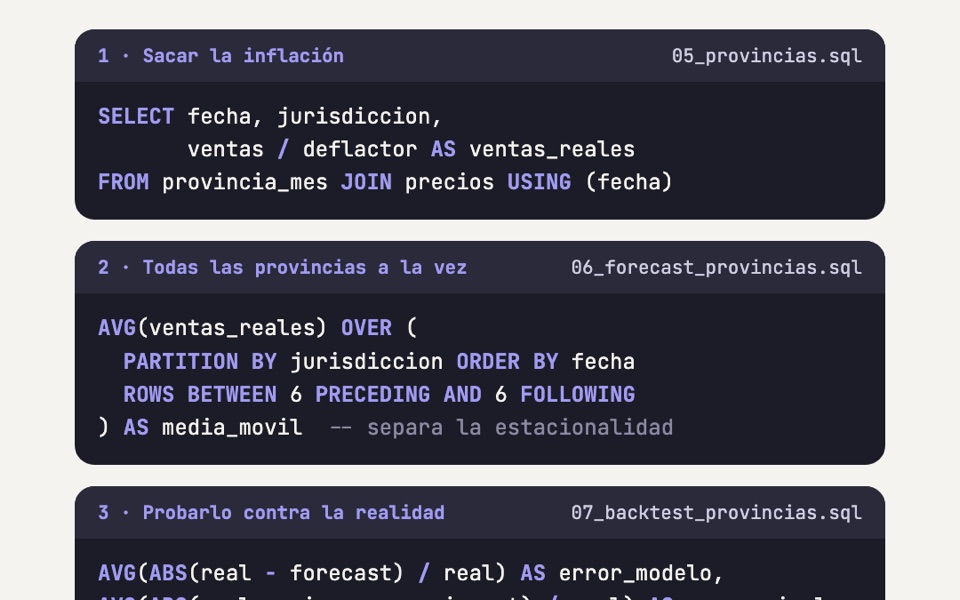 1 · Sacar la inflación 05_provincias.sql
SELECT fecha, jurisdiccion,
ventas / deflactor AS ventas_reales
FROM provincia_mes JOIN precios USING (fecha)
2 · Todas las provincias a la vez 06_forecast_provincias.sql
AVG(ventas_reales) OVER (
PARTITION BY jurisdiccion ORDER BY fecha
ROWS BETWEEN 6 PRECEDING AND 6 FOLLOWING
) AS media_movil -- separa la estacionalidad
3 · Probarlo contra la realidad 07_backtest_provincias.sql
AVG(ABS(real - forecast) / real) AS error_modelo,